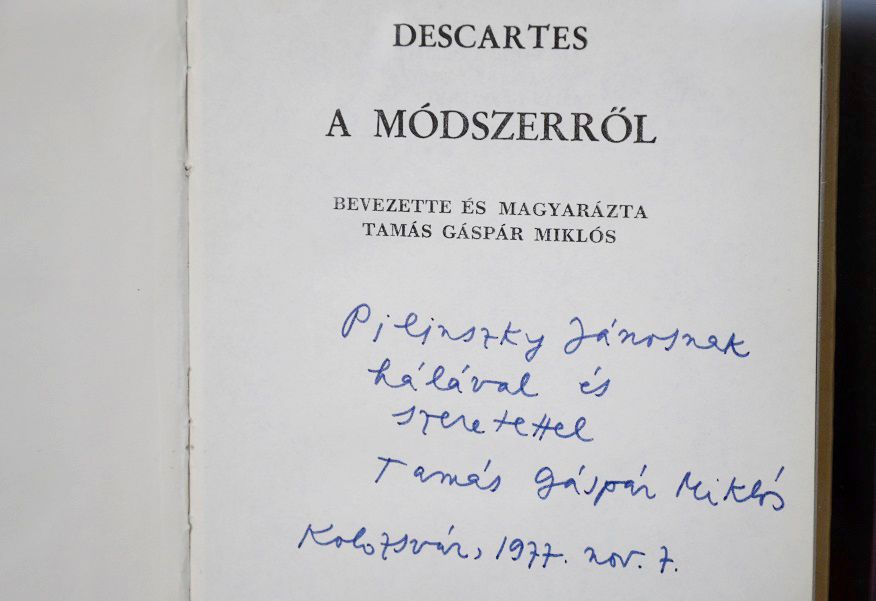 DESCARTES
A MÓDSZERRŐL
BEVEZETTE ÉS MAGYARÁZTA
TAMÁS GÁSPÁR MIKLÓS
Pilinszky Jánosnak
hálával és
szeretettel
Tamás Gáspár Miklós
Kolozsvár, 1977. nov. 7.